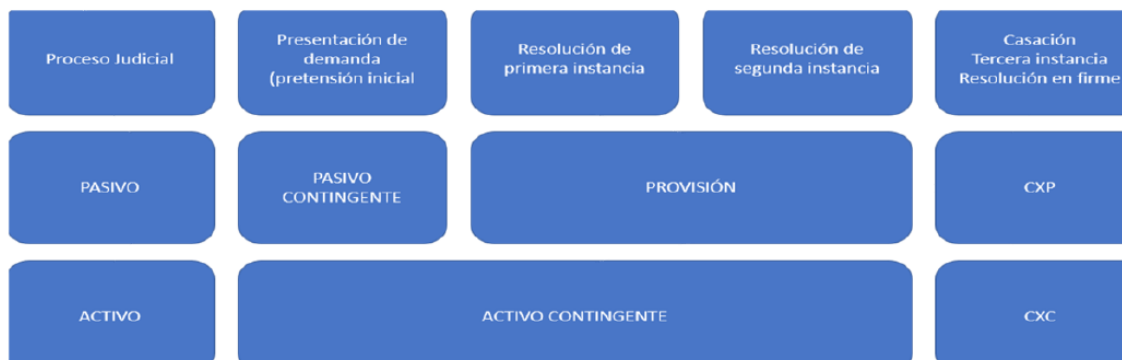 Proceso Judicial
Presentación de
demanda
(pretensión inicial
Resolución de
primera instancia
Resolución de
segunda instancia
Casación
Tercera instancia
Resolución en firme
PASIVO
PASIVO
CONTINGENTE
PROVISIÓN
CXP
ACTIVO
ACTIVO CONTINGENTE
CXC